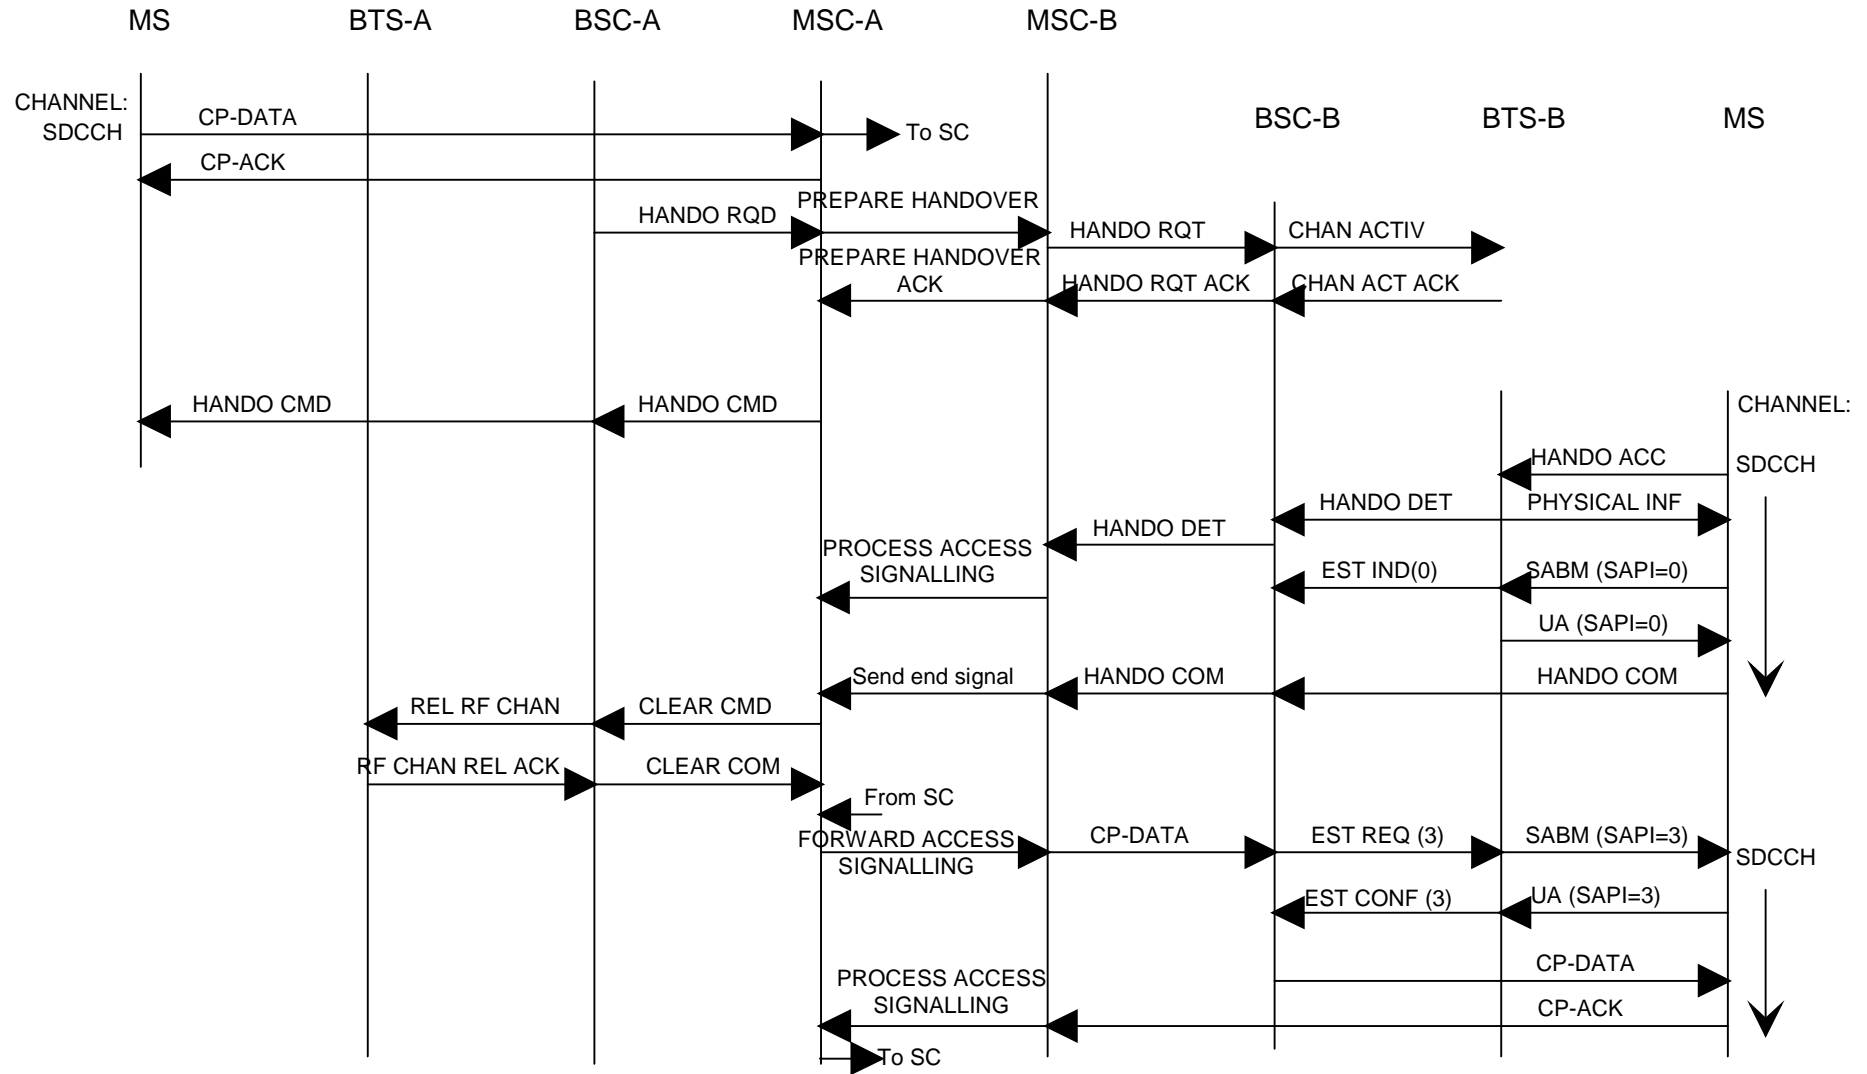 MS BTS-A BSC-A MSC-A MSC-B
BSC-B BTS-B MS
CHANNEL:
SDCCH
CP-DATA
To SC
CP-ACK
PREPARE HANDOVER
HANDO RQD
HANDO RQT
CHAN ACTIV
PREPARE HANDOVER
ACK
HANDO RQT ACK
CHAN ACT ACK
HANDO CMD
HANDO CMD
CHANNEL:
SDCCH
HANDO ACC
HANDO DET
PHYSICAL INF
HANDO DET
PROCESS ACCESS
SIGNALLING
EST IND(0)
SABM (SAPI=0)
UA (SAPI=0)
Send end signal
HANDO COM
HANDO COM
REL RF CHAN
CLEAR CMD
RF CHAN REL ACK
CLEAR COM
From SC
FORWARD ACCESS
SIGNALLING
CP-DATA
EST REQ (3)
SABM (SAPI=3)
SDCCH
EST CONF (3)
UA (SAPI=3)
CP-DATA
PROCESS ACCESS
SIGNALLING
CP-ACK
To SC